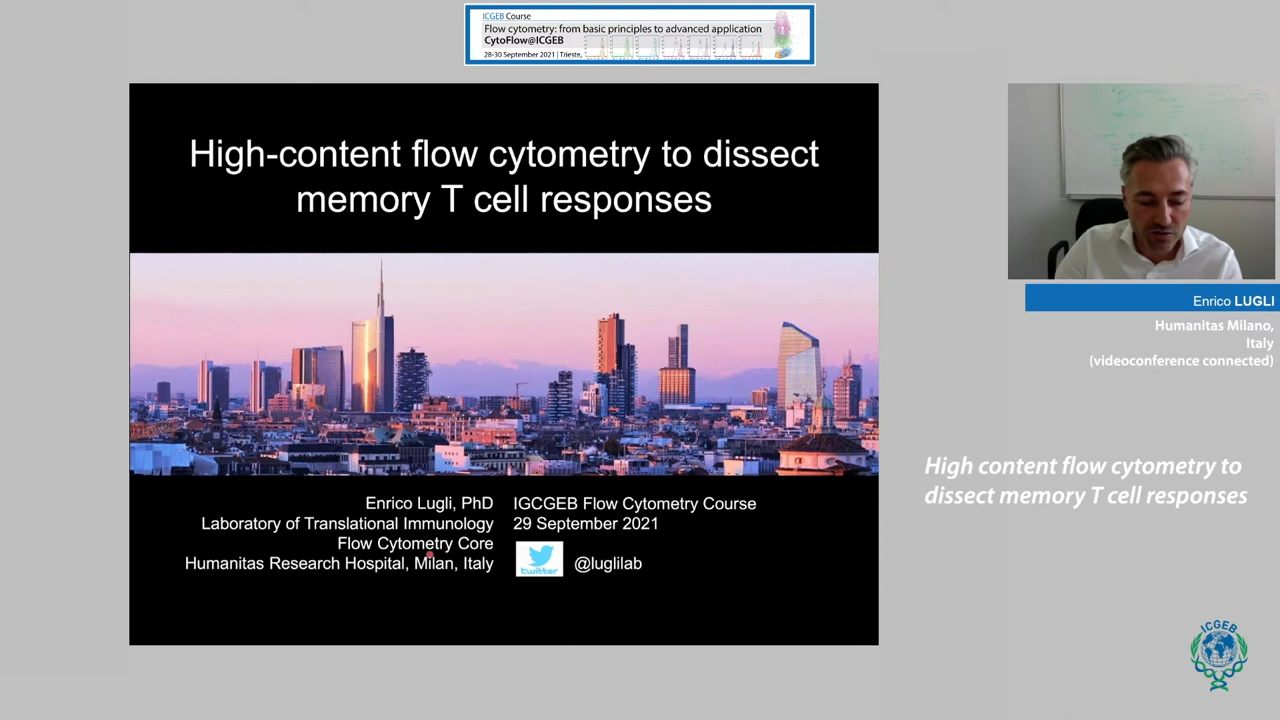 ICGEB Course
Flow cytometry: from basic principles to advanced application
CytoFlow@ICGEB
28-30 September 2021 | Trieste,
High-content flow cytometry to dissect
memory T cell responses
Enrico Lugli, PhD
Laboratory of Translational Immunology
Flow Cytometry Core
Humanitas Research Hospital, Milan, Italy
IGCGEB Flow Cytometry Course
29 September 2021
twitter
@luglilab
Enrico LUGLI
Humanitas Milano,
Italy
(videoconference connected)
High content flow cytometry to
dissect memory T cell responses
ICGEB